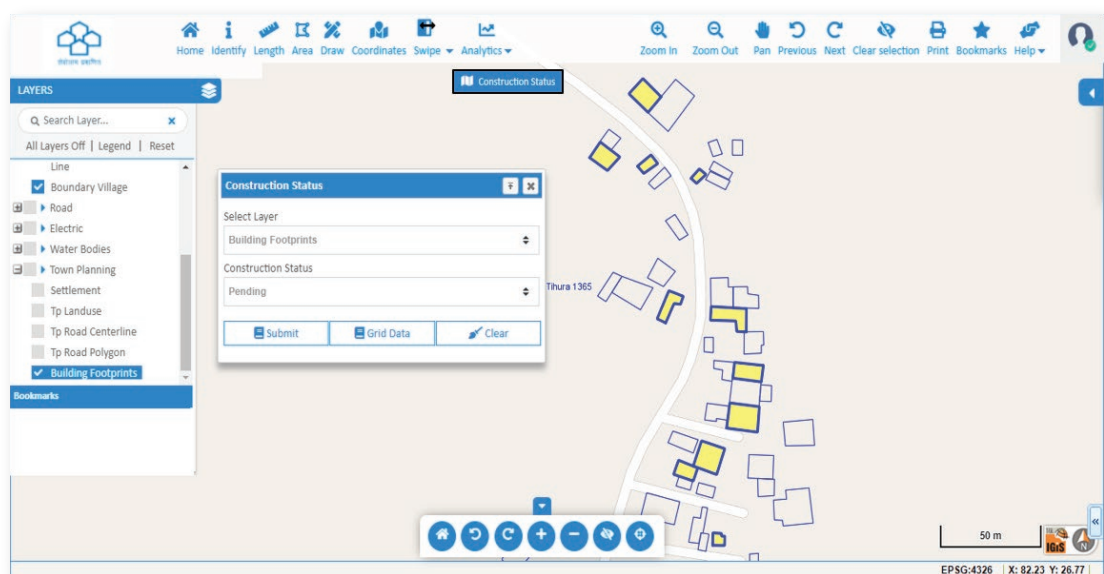 Home Identify Length Area Draw Coordinates Swipe Analytics
Zoom In Zoom Out Pan Previous Next Clear selection Print Bookmarks Help
Construction Status
LAYERS
Search Layer...
All Layers Off | Legend | Reset
Line
Boundary Village
Road
Electric
Water Bodies
Town Planning
Settlement
Tp Landuse
Tp Road Centerline
Tp Road Polygon
Building Footprints
Bookmarks
Construction Status
Select Layer
Building Footprints
Construction Status
Pending
Submit Grid Data Clear
Tihura 1365
50 m
IGiS
N
EPSG:4326 X: 82.23 Y: 26.77